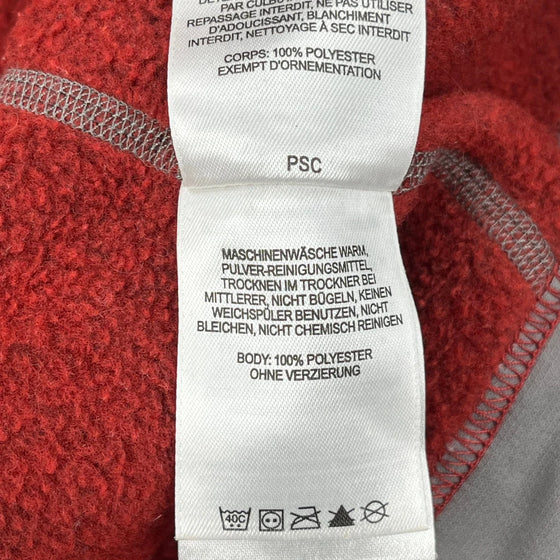 PAR CULBU
, NE PAS UTILISER
REPASSAGE INTERDIT, BLANCHIMENT
D'ADOUCISSANT, BLANCHIMENT
INTERDIT, NETTOYAGE À SEC INTERDIT
CORPS: 100% POLYESTER
EXEMPT D'ORNEMENTATION
PSC
MASCHINENWÄSCHE WARM,
PULVER-REINIGUNGSMITTEL,
TROCKNEN IM TROCKNER BEI
MITTLERER, NICHT BÜGELN, KEINEN
WEICHSPÜLER BENUTZEN, NICHT
BLEICHEN, NICHT CHEMISCH REINIGEN
BODY: 100% POLYESTER
OHNE VERZIERUNG
40C